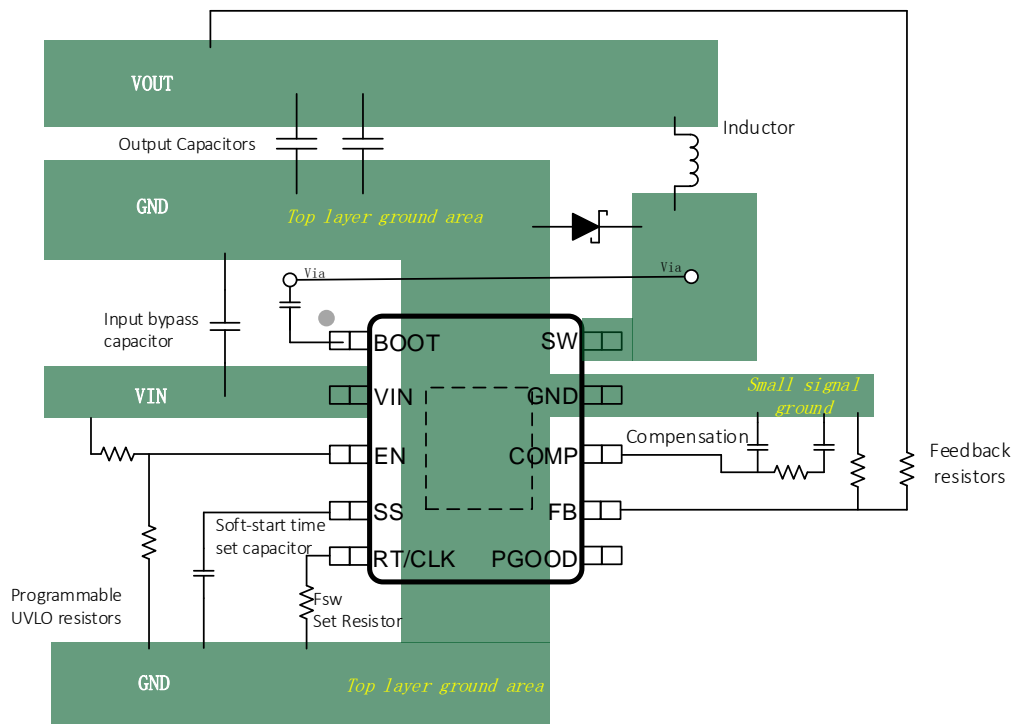 VOUT
Output Capacitors
Inductor
GND
Top layer ground area
Via
Via
Input bypass
capacitor
BOOT
SW
VIN
VIN
GND
Small signal
ground
EN
COMP
Compensation
Feedback
resistors
SS
FB
Soft-start time
set capacitor
RT/CLK
PGOOD
Programmable
UVLO resistors
Fsw
Set Resistor
GND
Top layer ground area